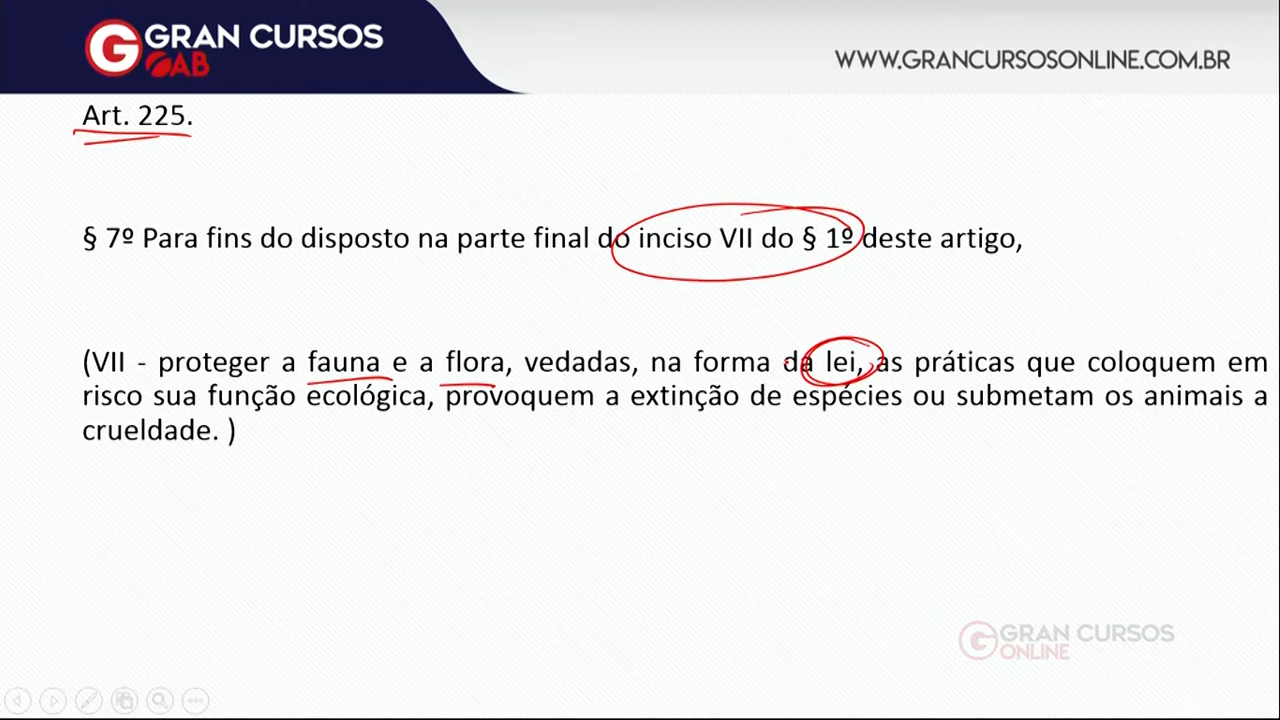 GRAN CURSOS
OAB
WWW.GRANCURSOSONLINE.COM.BR
Art. 225.
§ 7º Para fins do disposto na parte final do inciso VII do § 1º deste artigo,
(VII - proteger a fauna e a flora, vedadas, na forma da lei, as práticas que coloquem em
risco sua função ecológica, provoquem a extinção de espécies ou submetam os animais a
crueldade. )
GRAN CURSOS
ONLINE